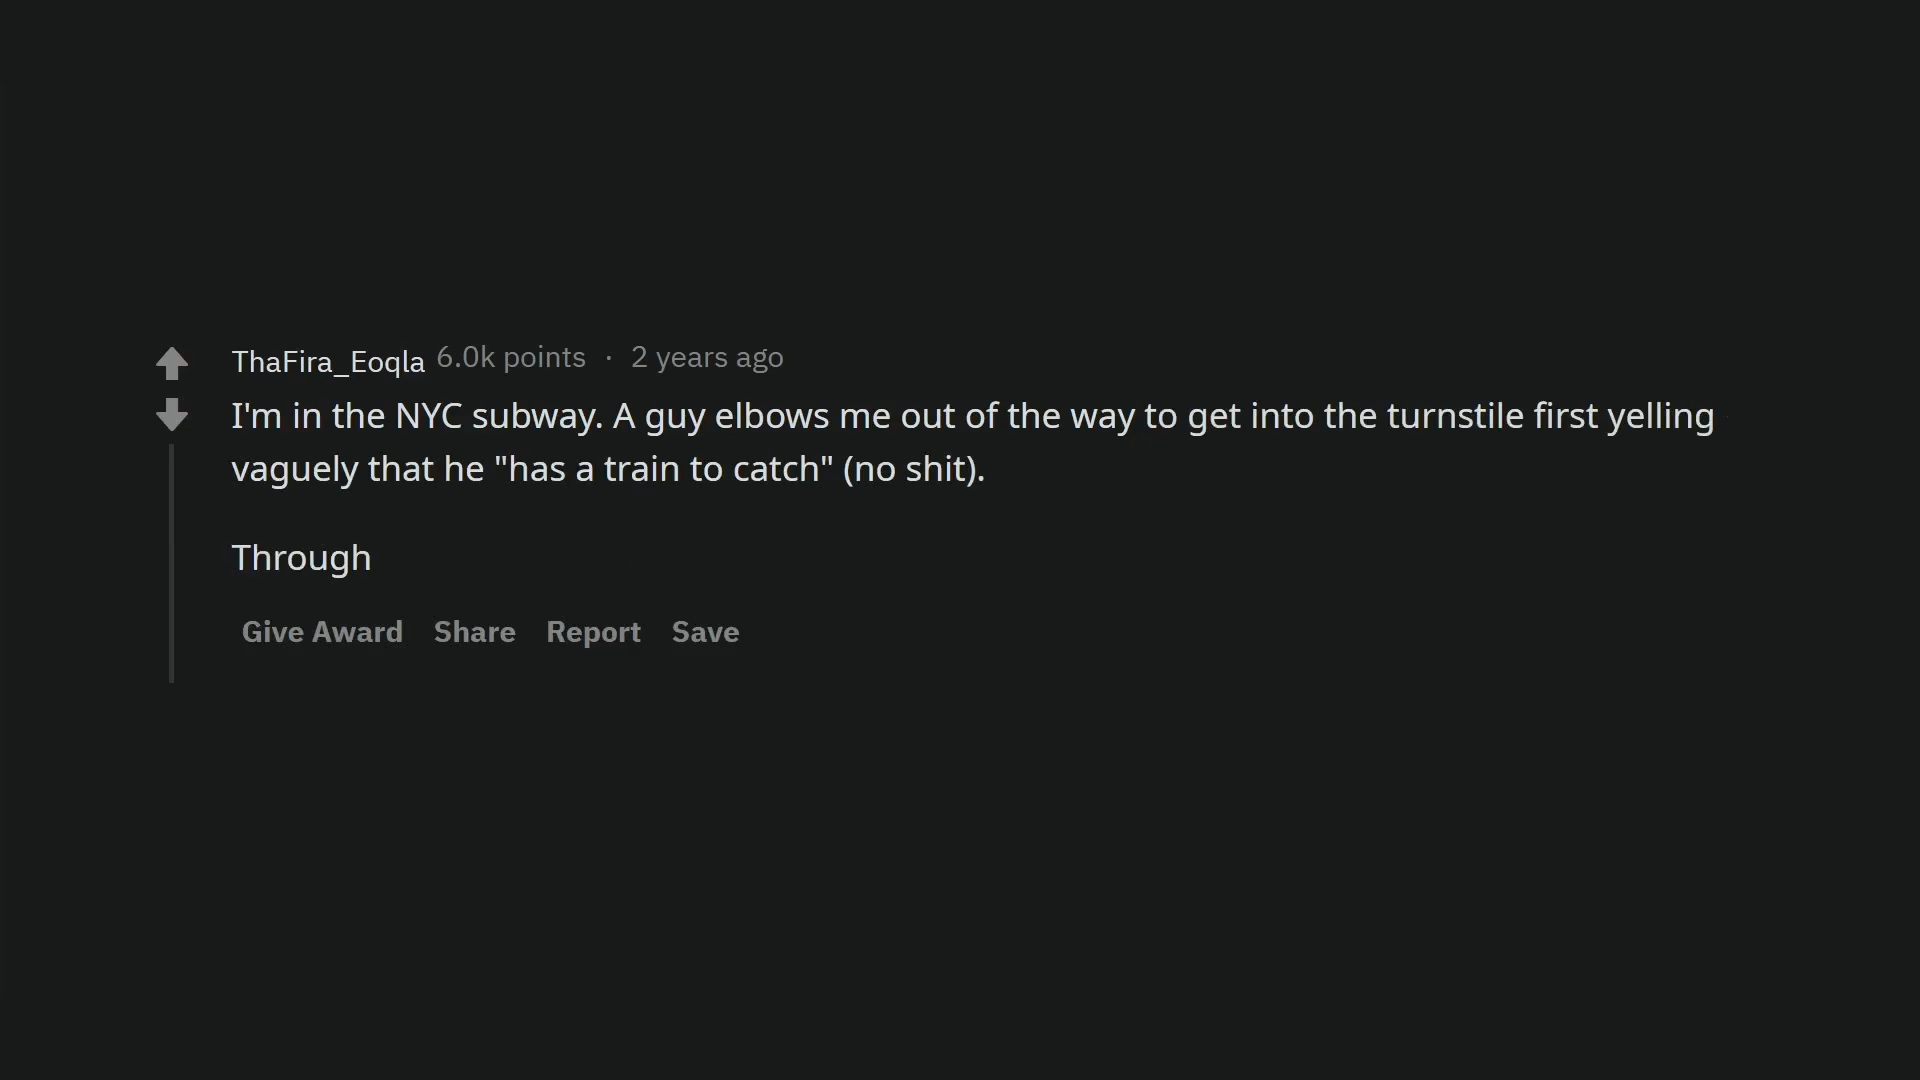 ThaFira_Eoqla 6.0k points · 2 years ago
I'm in the NYC subway. A guy elbows me out of the way to get into the turnstile first yelling
vaguely that he "has a train to catch" (no shit).
Through
Give Award Share Report Save